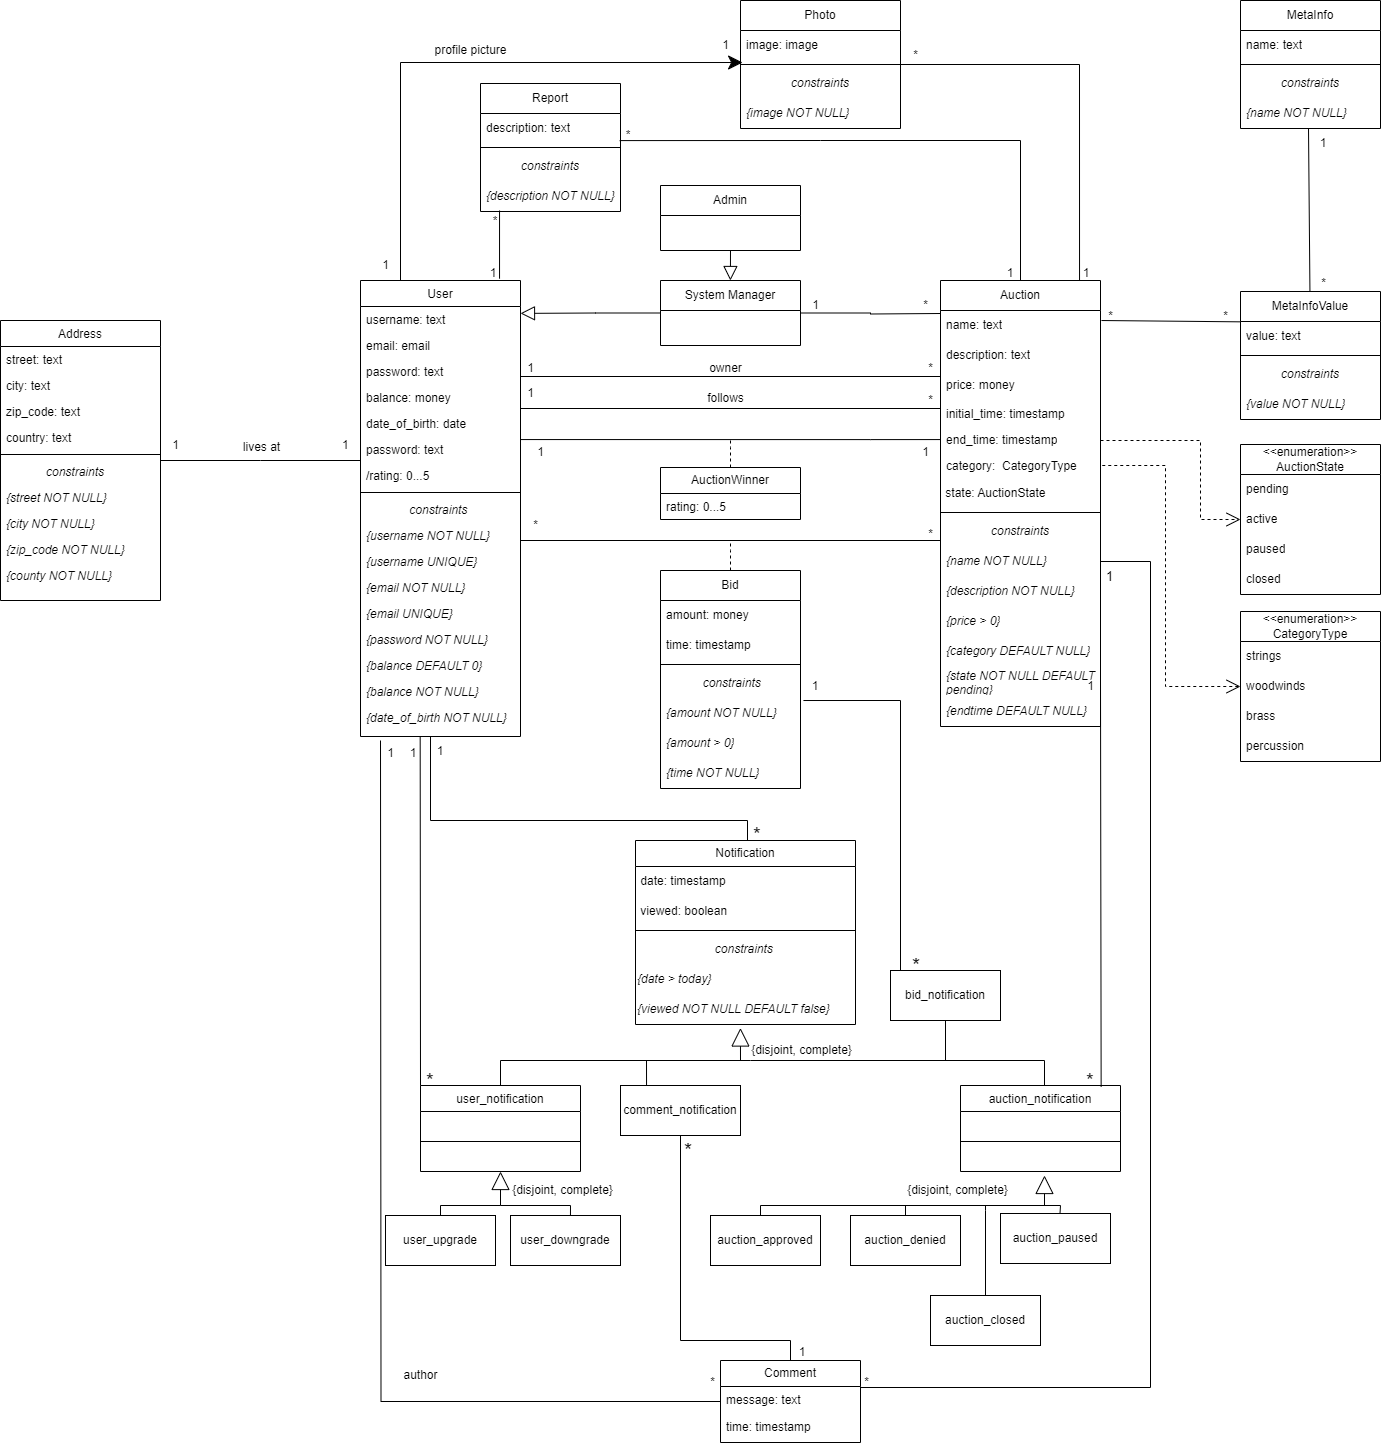 Photo
image: image
constraints
{image NOT NULL}
MetaInfo
name: text
constraints
{name NOT NULL}
1
profile picture
1
*
Report
description: text
constraints
{description NOT NULL}
*
*
Admin
1
1
1
1
System Manager
1
*
*
User
username: text
email: email
password: text
balance: money
date_of_birth: date
password: text
/rating: 0...5
constraints
{username NOT NULL}
{username UNIQUE}
{email NOT NULL}
{email UNIQUE}
{password NOT NULL}
{balance DEFAULT 0}
{balance NOT NULL}
{date_of_birth NOT NULL}
Auction
name: text
description: text
price: money
initial_time: timestamp
end_time: timestamp
category:  CategoryType
state: AuctionState
constraints
{name NOT NULL}
{description NOT NULL}
{price > 0}
{category DEFAULT NULL}
{state NOT NULL DEFAULT
pending}
{endtime DEFAULT NULL}
1
1
*
*
MetaInfoValue
value: text
constraints
{value NOT NULL}
Address
street: text
city: text
zip_code: text
country: text
constraints
{street NOT NULL}
{city NOT NULL}
{zip_code NOT NULL}
{county NOT NULL}
1
lives at
1
1
owner
*
1
follows
*
1
1
AuctionWinner
rating: 0...5
*
*
Bid
amount: money
time: timestamp
constraints
{amount NOT NULL}
{amount > 0}
{time NOT NULL}
1
<<enumeration>>
AuctionState
pending
active
paused
closed
<<enumeration>>
CategoryType
strings
woodwinds
brass
percussion
1
1
1
*
Notification
date: timestamp
viewed: boolean
constraints
{date > today}
{viewed NOT NULL DEFAULT false}
*
bid_notification
{disjoint, complete}
*
user_notification
comment_notification
*
*
auction_notification
{disjoint, complete}
{disjoint, complete}
user_upgrade
user_downgrade
auction_approved
auction_denied
auction_paused
auction_closed
1
author
*
*
Comment
message: text
time: timestamp